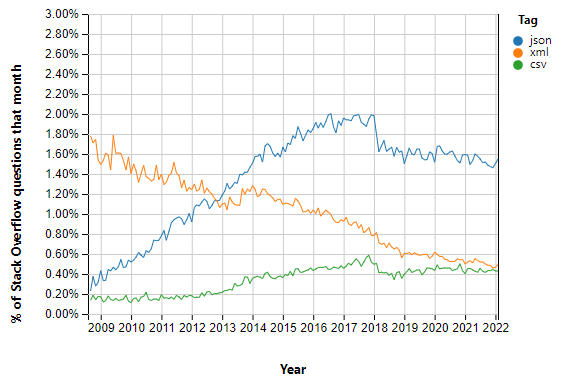 % of Stack Overflow questions that month
3.00%
2.80%
2.60%
2.40%
2.20%
2.00%
1.80%
1.60%
1.40%
1.20%
1.00%
0.80%
0.60%
0.40%
0.20%
0.00%
2009 2010 2011 2012 2013 2014 2015 2016 2017 2018 2019 2020 2021 2022
Year
Tag
json
xml
csv